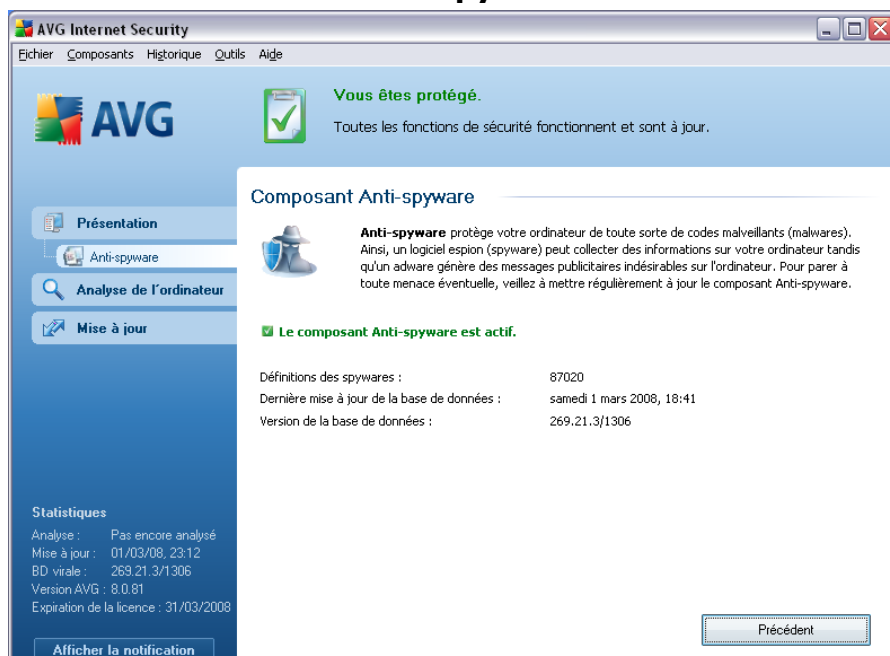 py
AVG Internet Security
Fichier Composants Historique Outils Aide
AVG
Vous êtes protégé.
Toutes les fonctions de sécurité fonctionnent et sont à jour.
Présentation
Anti-spyware
Analyse de l'ordinateur
Mise à jour
Composant Anti-spyware
Anti-spyware protège votre ordinateur de toute sorte de codes malveillants (malwares).
Ainsi, un logiciel espion (spyware) peut collecter des informations sur votre ordinateur tandis
qu'un adware génère des messages publicitaires indésirables sur l'ordinateur. Pour parer à
toute menace éventuelle, veillez à mettre régulièrement à jour le composant Anti-spyware.
Le composant Anti-spyware est actif.
Définitions des spywares : 87020
Dernière mise à jour de la base de données : samedi 1 mars 2008, 18:41
Version de la base de données : 269.21.3/1306
Statistiques
Analyse : Pas encore analysé
Mise à jour : 01/03/08, 23:12
BD virale : 269.21.3/1306
Version AVG : 8.0.81
Expiration de la licence : 31/03/2008
Afficher la notification
Précédent